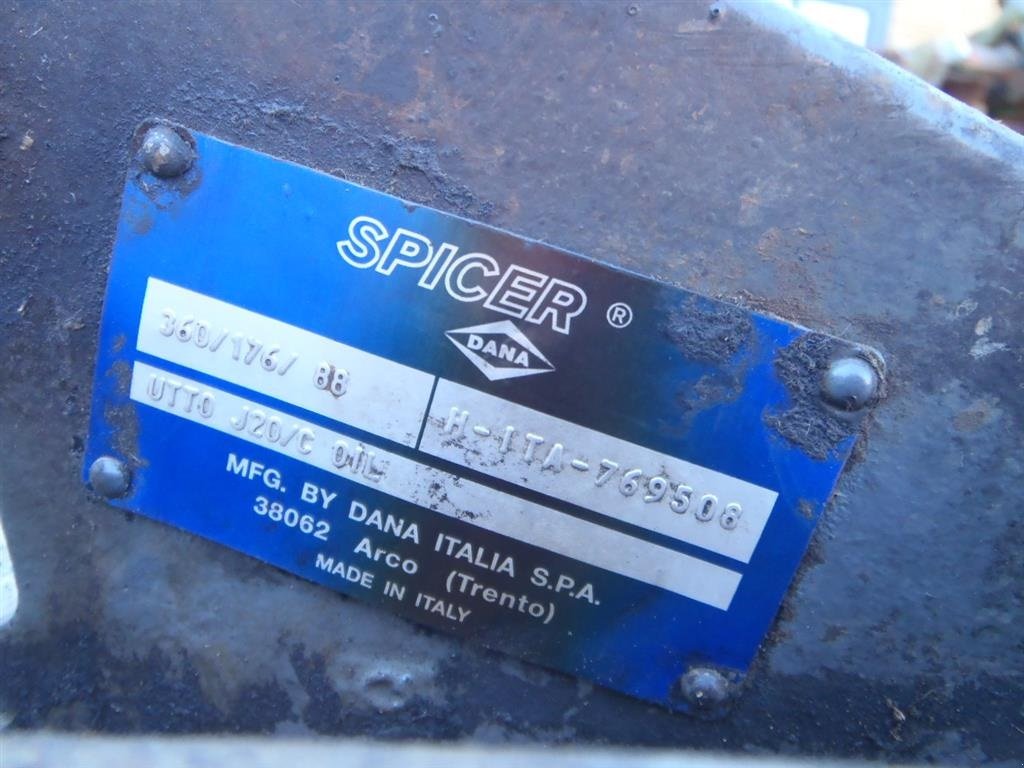 SPICER ®
DANA
360/176/ 88
H-ITA-769508
UTTO J20/C OIL
MFG. BY DANA ITALIA S.P.A.
38062 Arco (Trento)
MADE IN ITALY